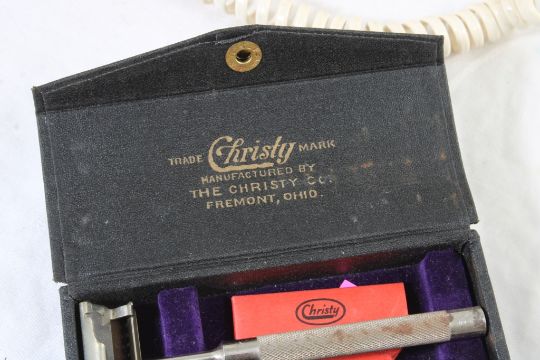 TRADE Christy MARK
MANUFACTURED BY
THE CHRISTY CO.
FREMONT, OHIO.
Christy